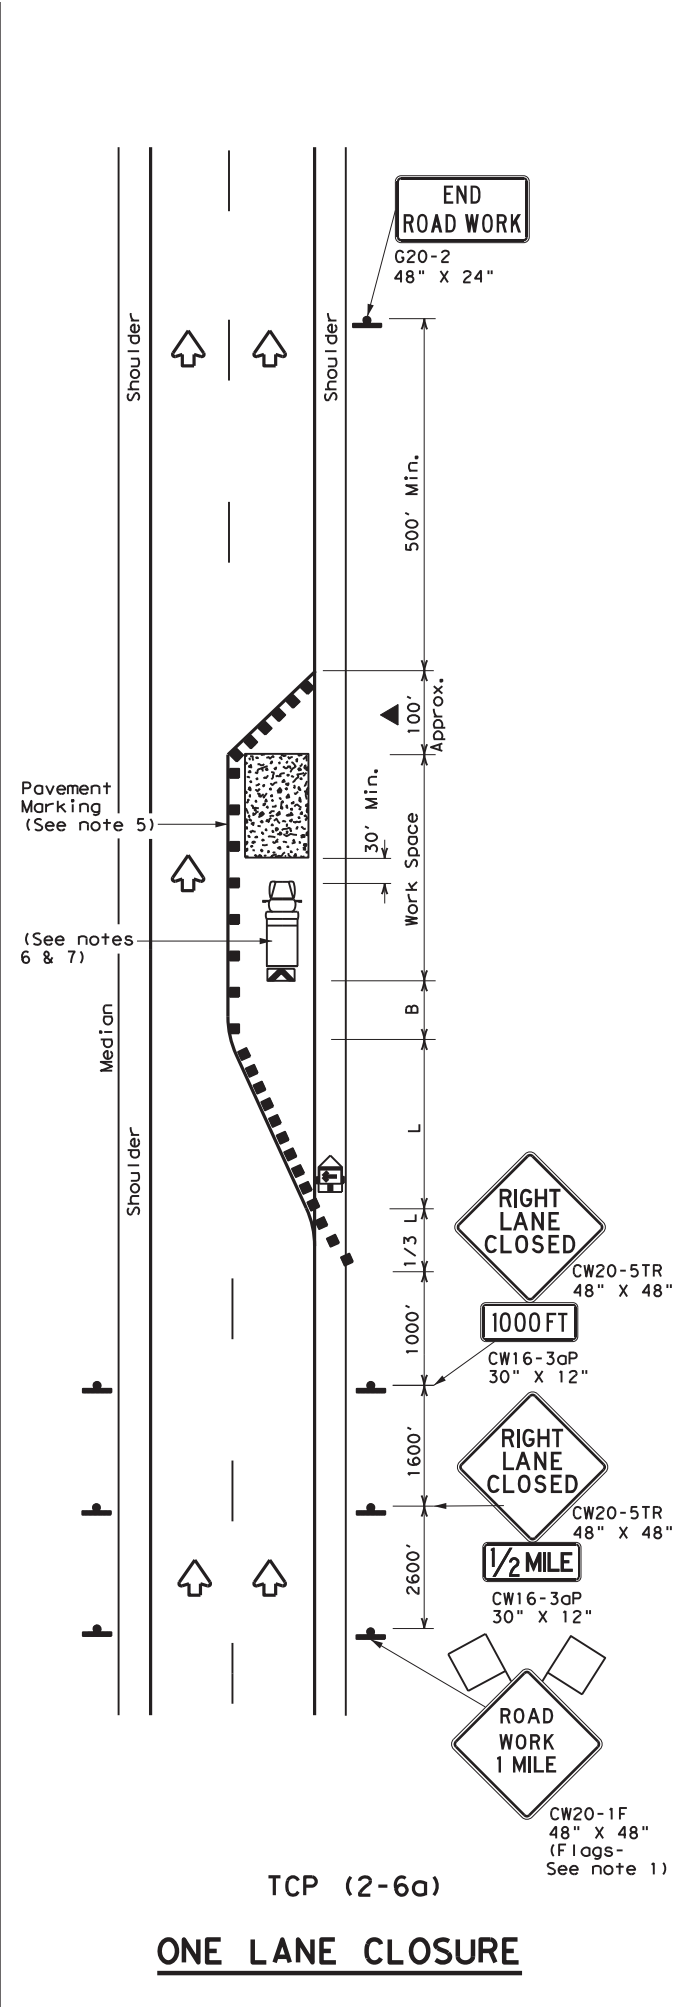 END
ROAD WORK
G20-2
48" X 24"
Shoulder
Shoulder
500' Min.
100'
Approx.
Pavement
Marking
(See note 5)
30' Min.
Work Space
(See notes
6 & 7)
B
Median
L
Shoulder
RIGHT
LANE
CLOSED
1/3 L
CW20-5TR
48" X 48"
1000 FT
1000'
CW16-3aP
30" X 12"
RIGHT
LANE
CLOSED
1600'
CW20-5TR
48" X 48"
1/2 MILE
2600'
CW16-3aP
30" X 12"
ROAD
WORK
1 MILE
CW20-1F
48" X 48"
(Flags-
See note 1)
TCP (2-6a)
ONE LANE CLOSURE